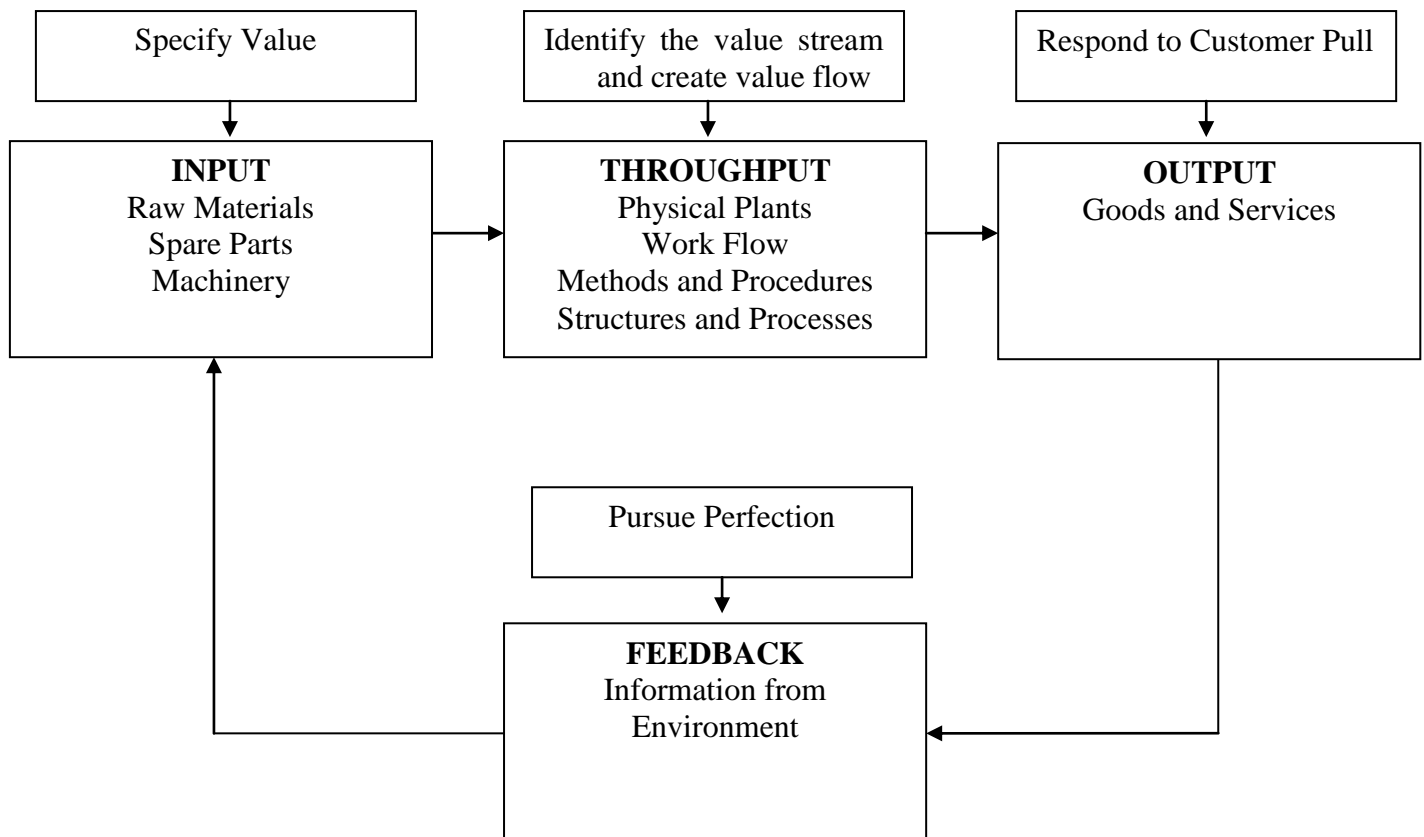 Specify Value
Identify the value stream
and create value flow
Respond to Customer Pull
INPUT
Raw Materials
Spare Parts
Machinery
THROUGHPUT
Physical Plants
Work Flow
Methods and Procedures
Structures and Processes
OUTPUT
Goods and Services
Pursue Perfection
FEEDBACK
Information from
Environment